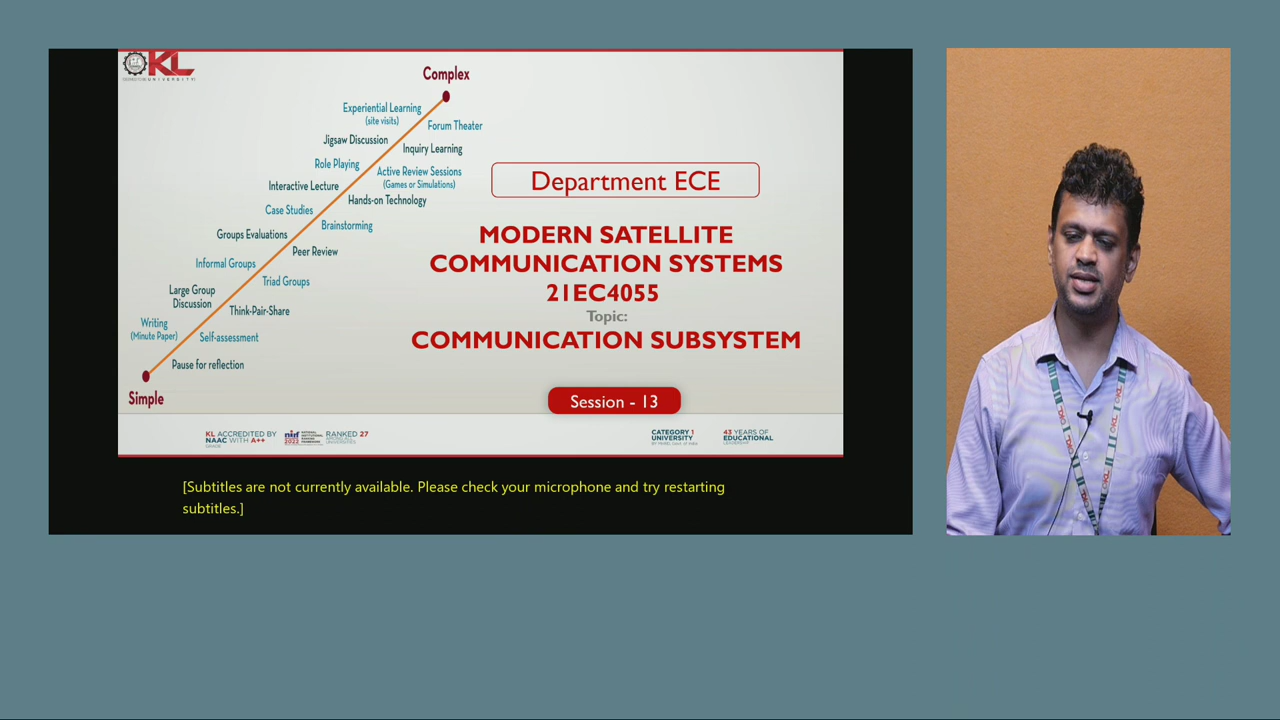 KL
UNIVERSITY
Complex
Experiential Learning
(site visits)
Forum Theater
Jigsaw Discussion
Inquiry Learning
Role Playing
Active Review Sessions
(Games or Simulations)
Interactive Lecture
Hands-on Technology
Case Studies
Brainstorming
Groups Evaluations
Peer Review
Informal Groups
Triad Groups
Large Group
Discussion
Think-Pair-Share
Writing
(Minute Paper)
Self-assessment
Pause for reflection
Simple
Department ECE
MODERN SATELLITE
COMMUNICATION SYSTEMS
21EC4055
Topic:
COMMUNICATION SUBSYSTEM
Session - 13
KL ACCREDITED BY
NAAC WITH A++
RANKED 27
CATEGORY 1
UNIVERSITY
43 YEARS OF
EDUCATIONAL
LEADERSHIP
[Subtitles are not currently available. Please check your microphone and try restarting
subtitles.]